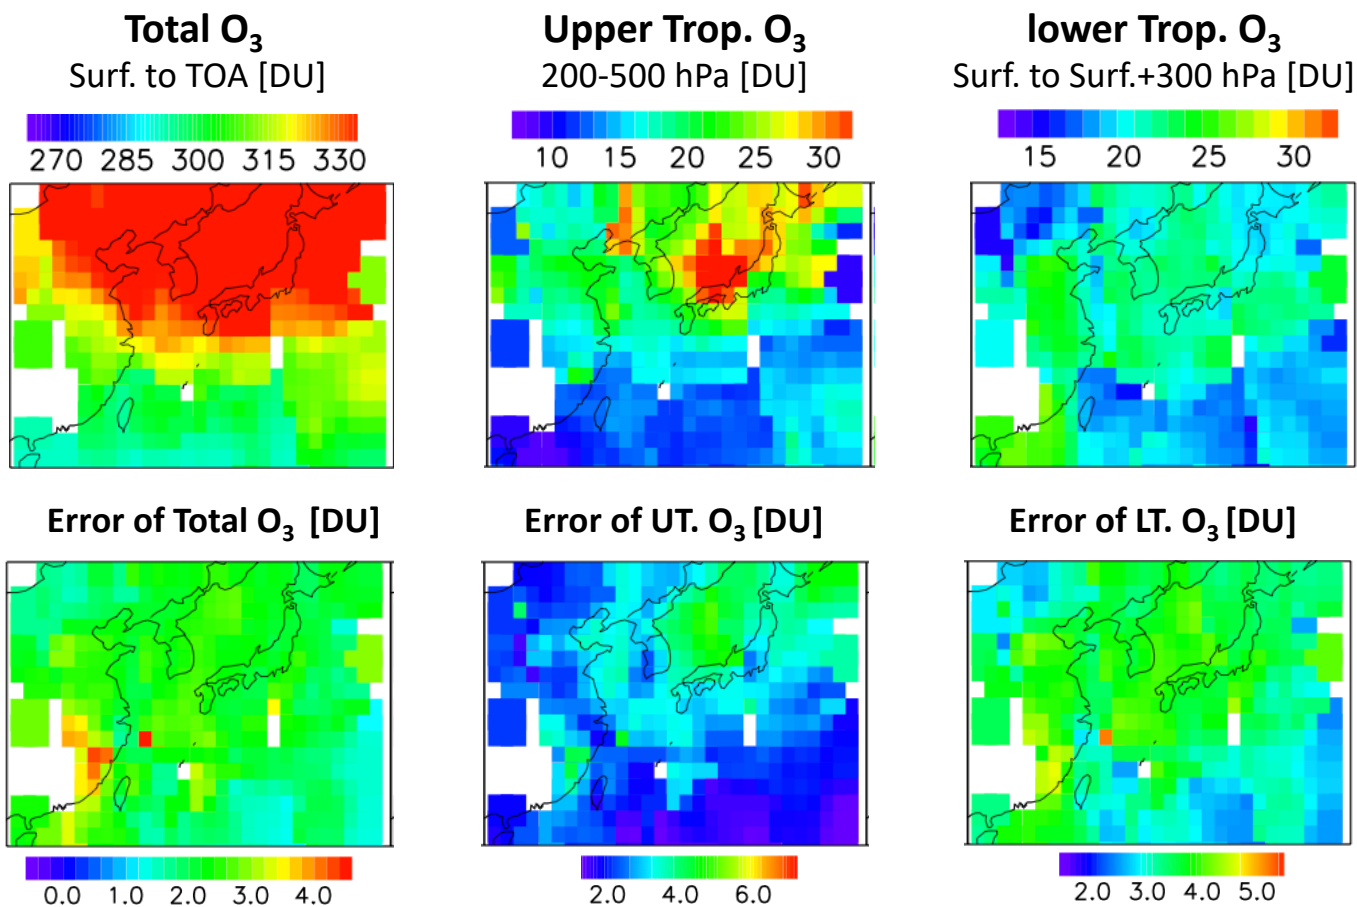 Total O3
Surf. to TOA [DU]
270 285 300 315 330
Upper Trop. O3
200-500 hPa [DU]
10 15 20 25 30
lower Trop. O3
Surf. to Surf.+300 hPa [DU]
15 20 25 30
Error of Total O3 [DU]
0.0 1.0 2.0 3.0 4.0
Error of UT. O3 [DU]
2.0 4.0 6.0
Error of LT. O3 [DU]
2.0 3.0 4.0 5.0